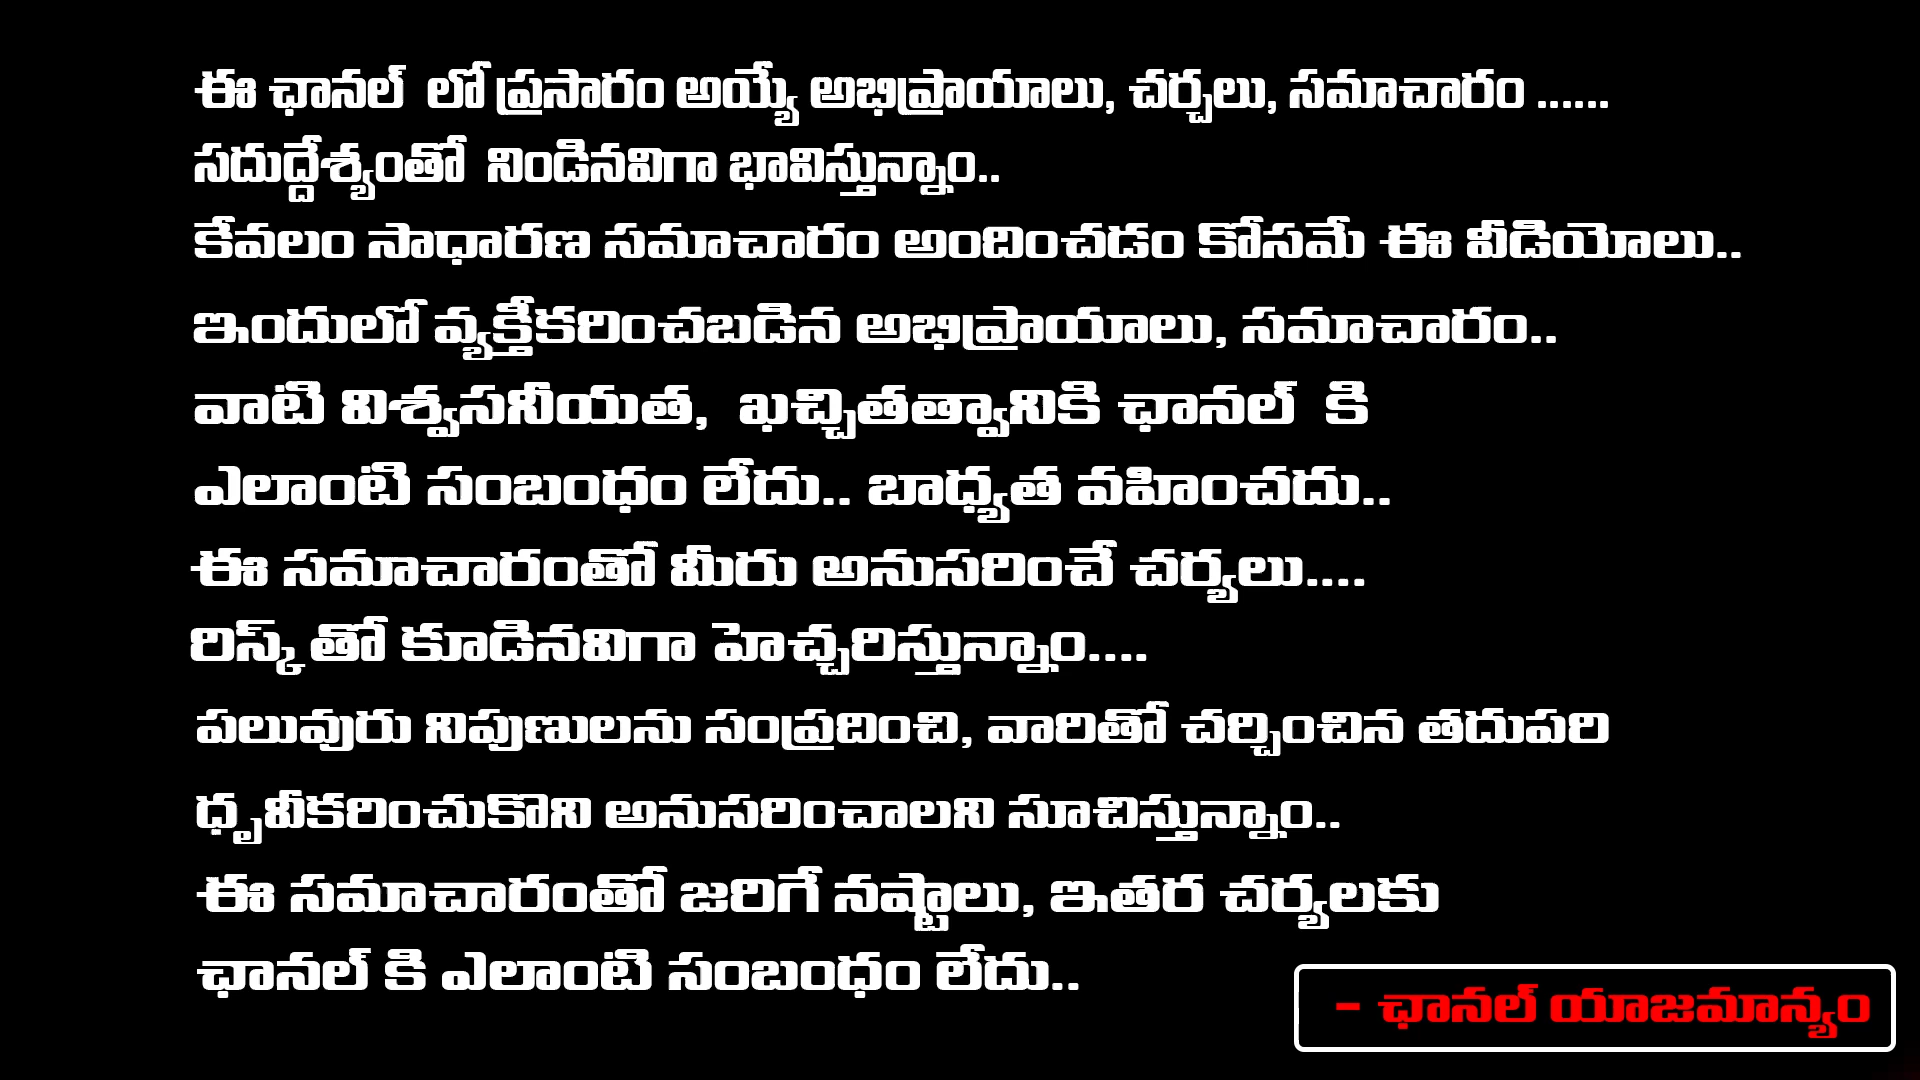 ఈ ఛానల్ లో ప్రసారం అయ్యే అభిప్రాయాలు, చర్చలు, సమాచారం ......
సదుద్దేశ్యంతో నిండినవిగా భావిస్తున్నాం..
కేవలం సాధారణ సమాచారం అందించడం కోసమే ఈ వీడియోలు..
ఇందులో వ్యక్తీకరించబడిన అభిప్రాయాలు, సమాచారం..
వాటి విశ్వసనీయత, ఖచ్చితత్వానికి ఛానల్ కి
ఎలాంటి సంబంధం లేదు.. బాధ్యత వహించదు..
ఈ సమాచారంతో మీరు అనుసరించే చర్యలు....
రిస్క్ తో కూడినవిగా హెచ్చరిస్తున్నాం....
పలువురు నిపుణులను సంప్రదించి, వారితో చర్చించిన తదుపరి
ధృవీకరించుకొని అనుసరించాలని సూచిస్తున్నాం..
ఈ సమాచారంతో జరిగే నష్టాలు, ఇతర చర్యలకు
ఛానల్ కి ఎలాంటి సంబంధం లేదు..
- ఛానల్ యాజమాన్యం